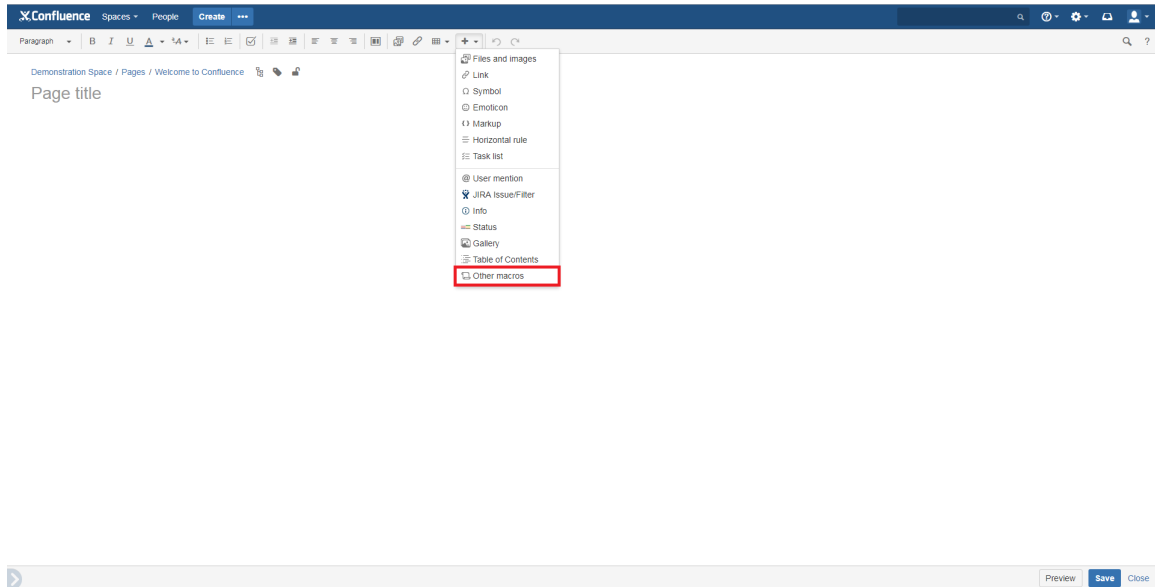 Confluence Spaces People Create •••
Paragraph B I U A A ?
Demonstration Space / Pages / Welcome to Confluence
Page title
Files and images
Link
Symbol
Emoticon
Markup
Horizontal rule
Task list
@ User mention
JIRA Issue/Filter
Info
Status
Gallery
Table of Contents
Other macros
Preview Save Close